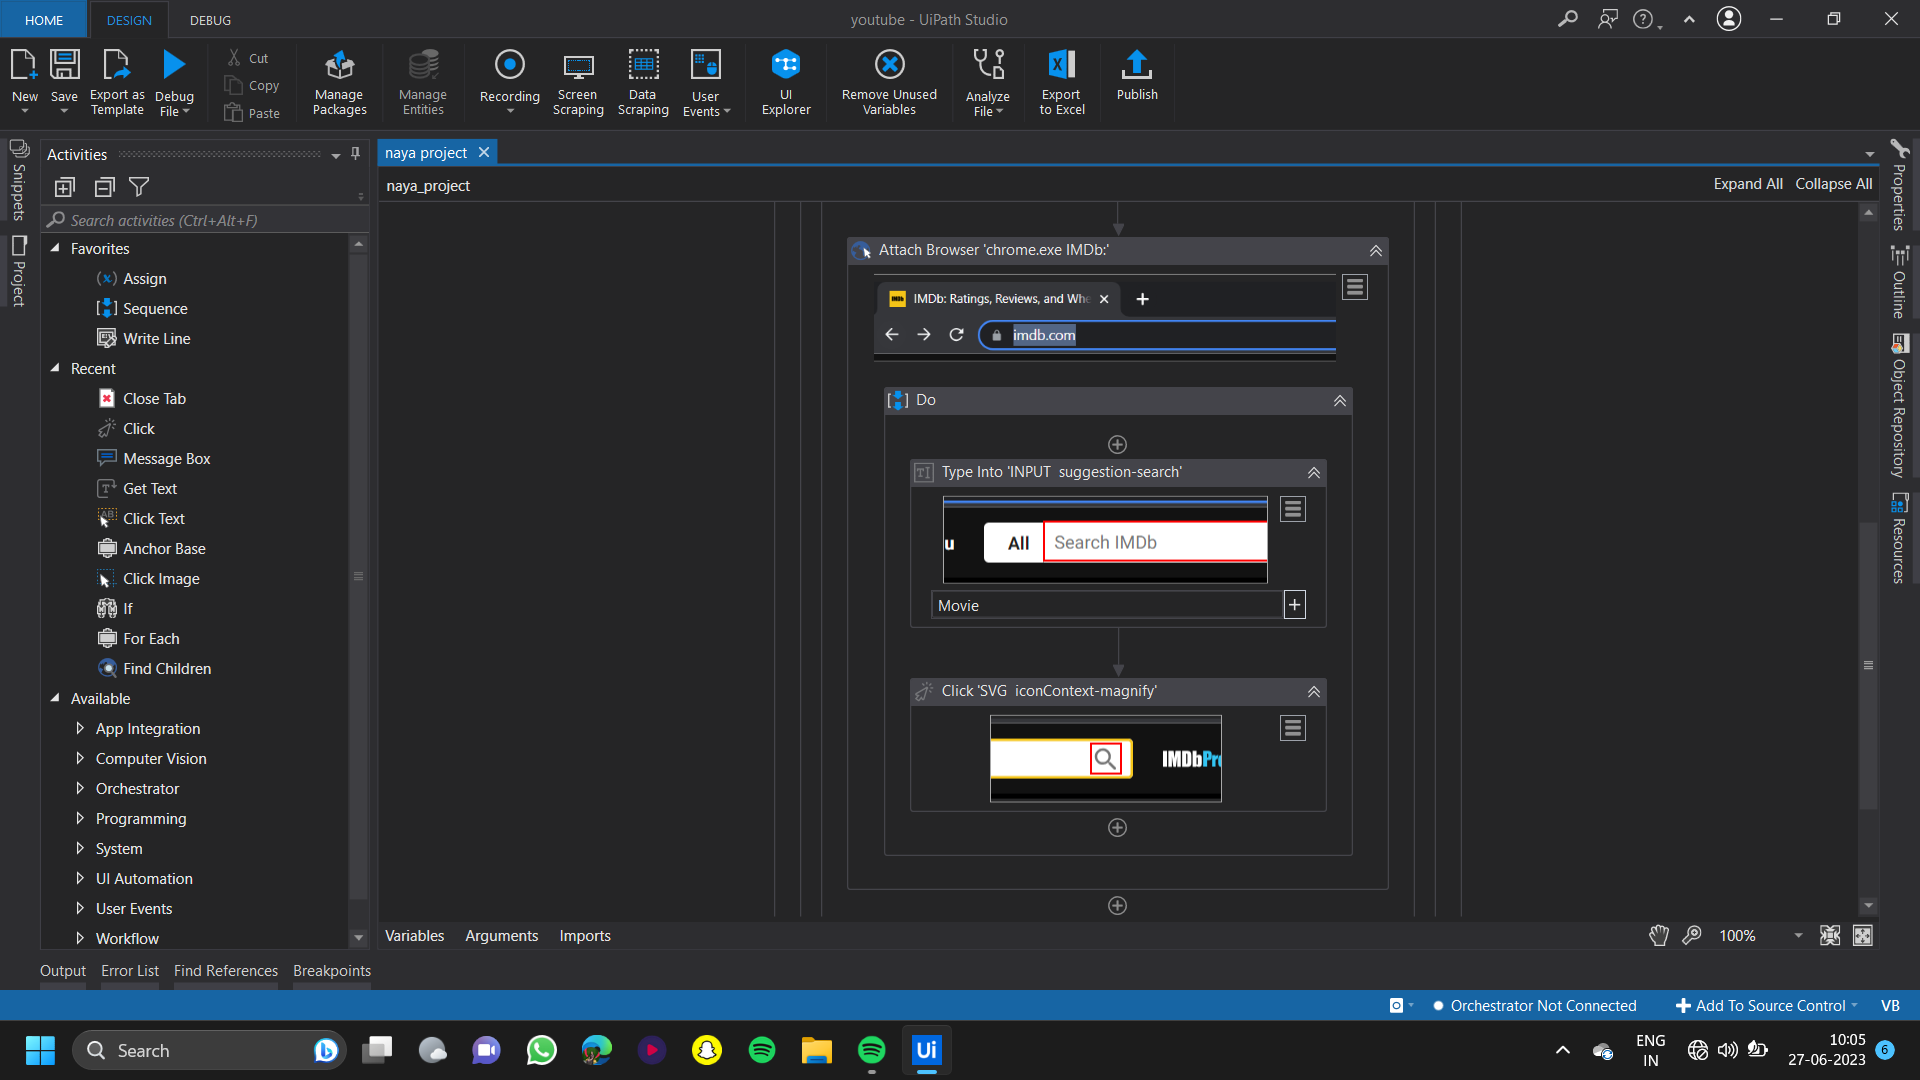 HOME DESIGN DEBUG youtube - UiPath Studio
New Save Export as Template Debug File Cut Copy Paste Manage Packages Manage Entities Recording Screen Scraping Data Scraping User Events UI Explorer Remove Unused Variables Analyze File Export to Excel Publish
Snippets
Project
Activities
Search activities (Ctrl+Alt+F)
Favorites
Assign
Sequence
Write Line
Recent
Close Tab
Click
Message Box
Get Text
Click Text
Anchor Base
Click Image
If
For Each
Find Children
Available
App Integration
Computer Vision
Orchestrator
Programming
System
UI Automation
User Events
Workflow
naya project
naya_project Expand All Collapse All
Attach Browser 'chrome.exe IMDb:'
IMDb: Ratings, Reviews, and Whe
imdb.com
Do
Type Into 'INPUT suggestion-search'
u All Search IMDb
Movie
Click 'SVG iconContext-magnify'
IMDbPro
Properties
Outline
Object Repository
Resources
Variables Arguments Imports 100%
Output Error List Find References Breakpoints
Orchestrator Not Connected Add To Source Control VB
Search
Ui
ENG
IN
10:05
27-06-2023
6